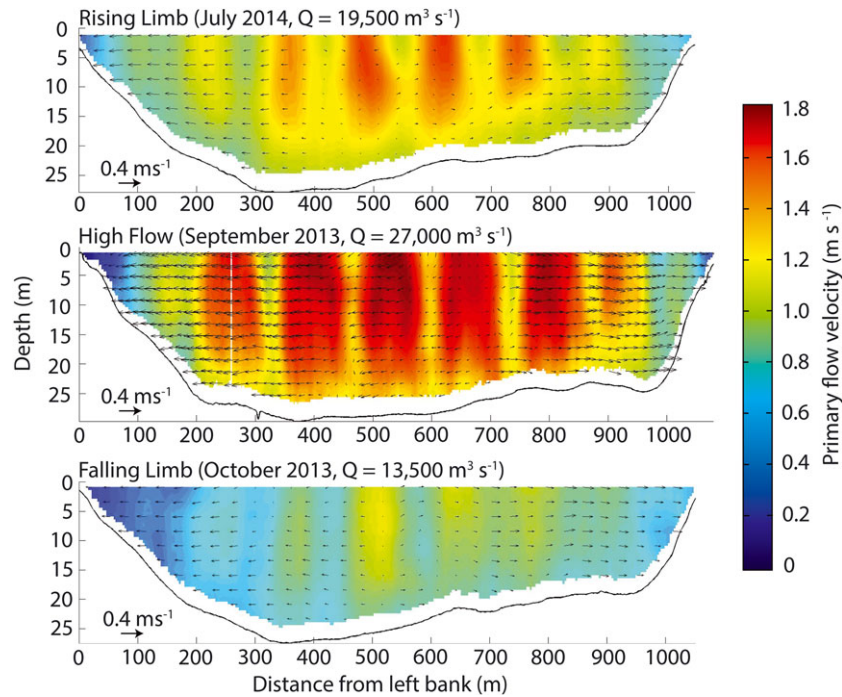 Rising Limb (July 2014, Q = 19,500 m³ s⁻¹)
0
5
10
15
20
25
0.4 ms⁻¹
0 100 200 300 400 500 600 700 800 900 1000
High Flow (September 2013, Q = 27,000 m³ s⁻¹)
0
5
10
15
20
25
0.4 ms⁻¹
0 100 200 300 400 500 600 700 800 900 1000
Falling Limb (October 2013, Q = 13,500 m³ s⁻¹)
0
5
10
15
20
25
0.4 ms⁻¹
0 100 200 300 400 500 600 700 800 900 1000
Distance from left bank (m)
Depth (m)
1.8
1.6
1.4
1.2
1.0
0.8
0.6
0.4
0.2
0
Primary flow velocity (m s⁻¹)